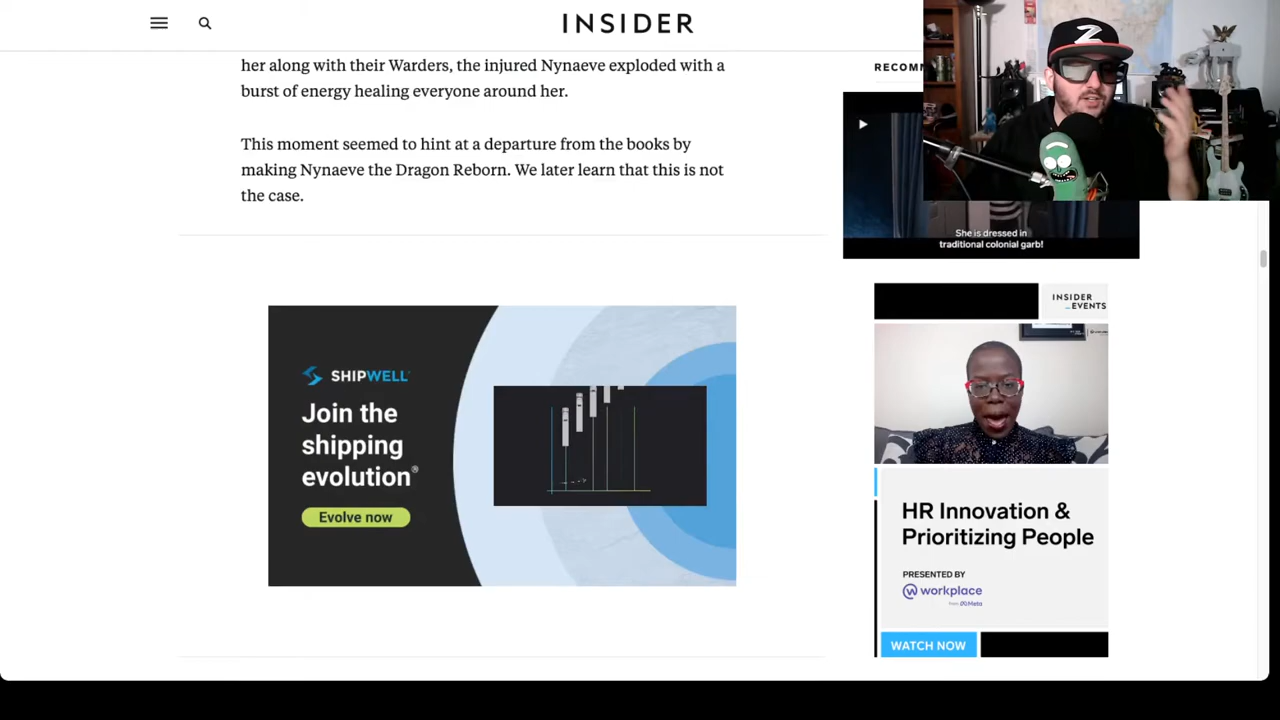 INSIDER
her along with their Warders, the injured Nynaeve exploded with a
burst of energy healing everyone around her.
This moment seemed to hint at a departure from the books by
making Nynaeve the Dragon Reborn. We later learn that this is not
the case.
SHIPWELL
Join the
shipping
evolution®
Evolve now
RECOMM
Z
She is dressed in
traditional colonial garb!
INSIDER
EVENTS
HR Innovation &
Prioritizing People
PRESENTED BY
workplace
from Meta
WATCH NOW